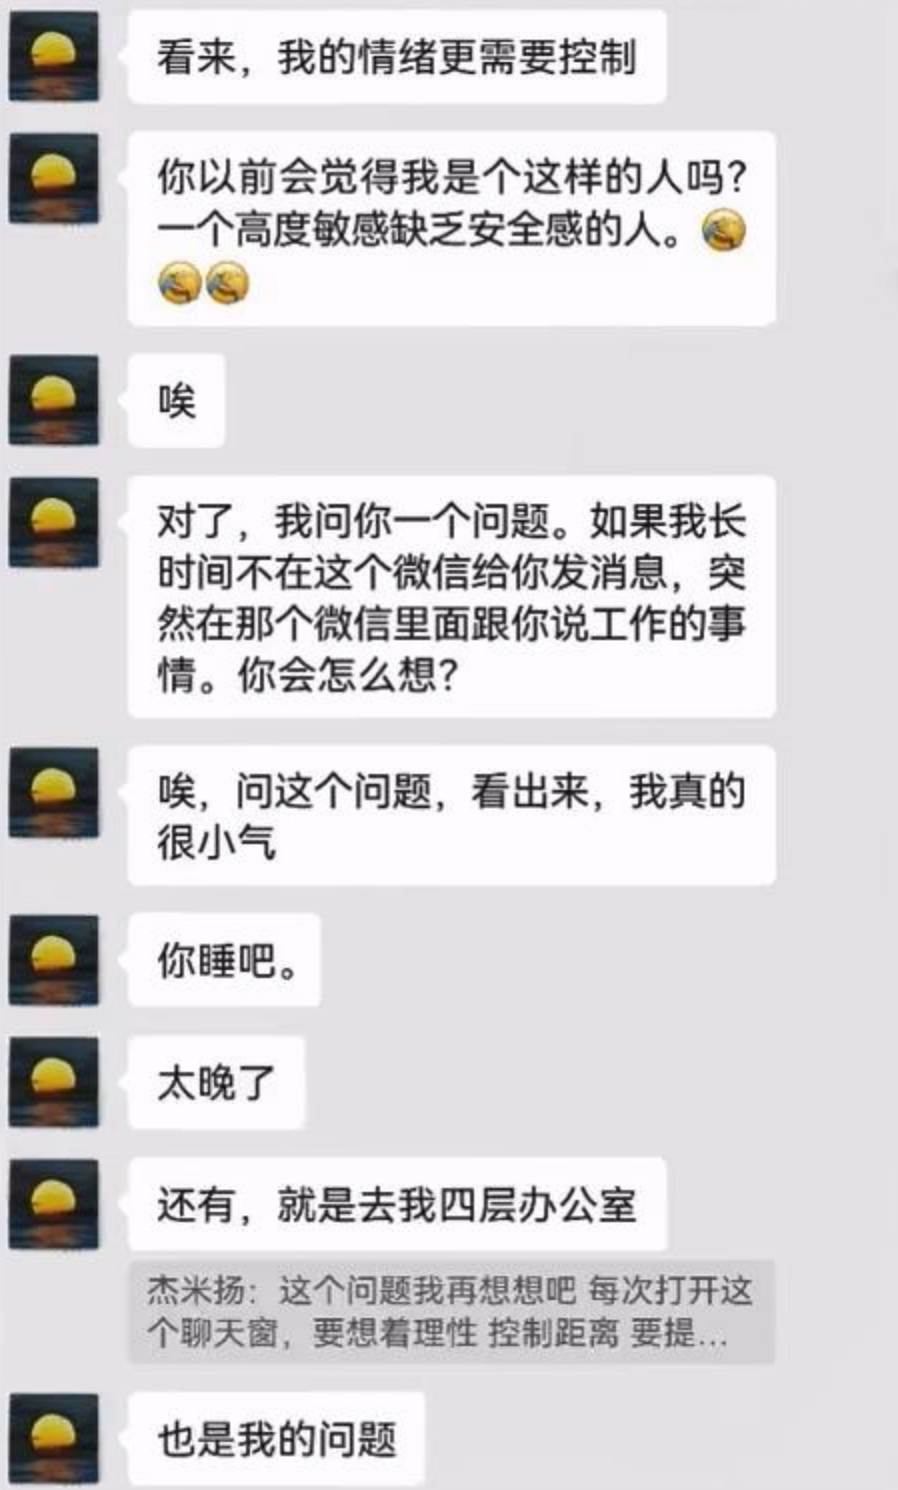 看来，我的情绪更需要控制
你以前会觉得我是个这样的人吗？
一个高度敏感缺乏安全感的人。
唉
对了，我问你一个问题。如果我长
时间不在这个微信给你发消息，突
然在那个微信里面跟你说工作的事
情。你会怎么想？
唉，问这个问题，看出来，我真的
很小气
你睡吧。
太晚了
还有，就是去我四层办公室
杰米扬：这个问题我再想想吧 每次打开这
个聊天窗，要想着理性 控制距离 要提...
也是我的问题